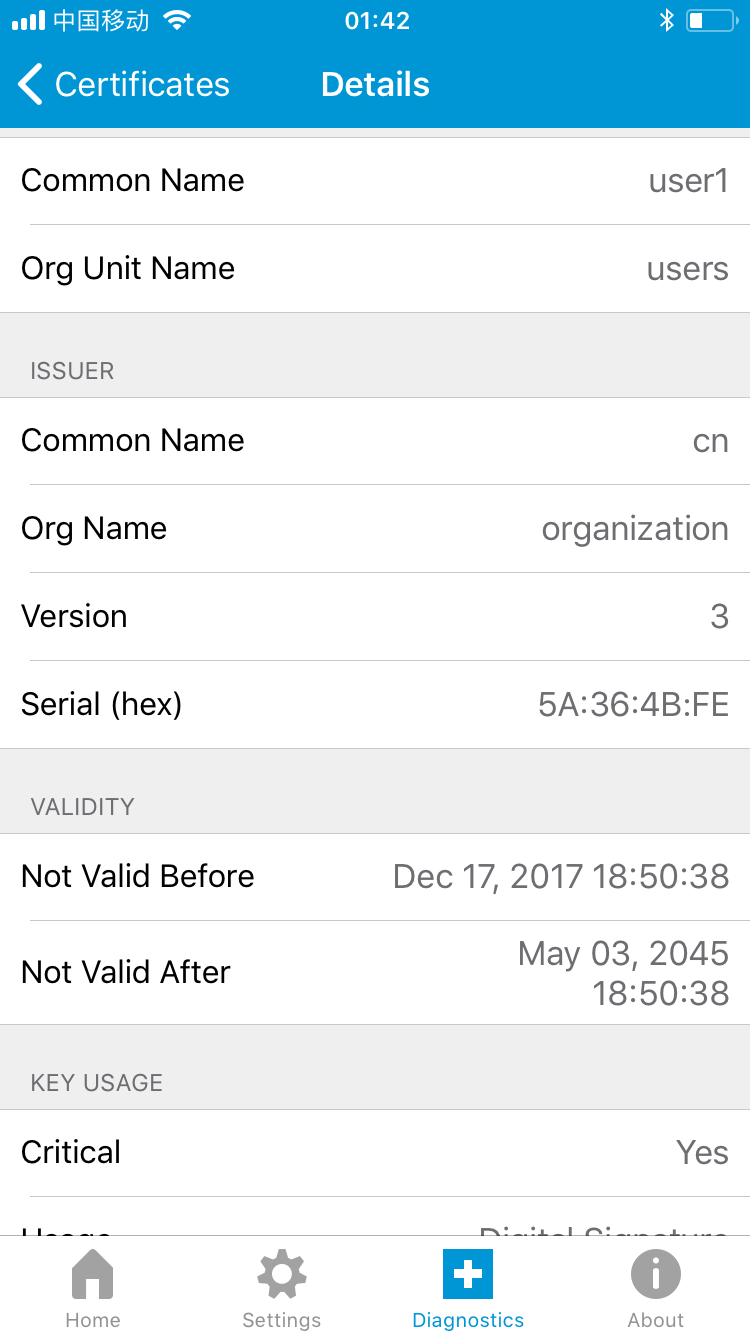 中国移动 01:42
Certificates Details
Common Name user1
Org Unit Name users
ISSUER
Common Name cn
Org Name organization
Version 3
Serial (hex) 5A:36:4B:FE
VALIDITY
Not Valid Before Dec 17, 2017 18:50:38
Not Valid After May 03, 2045
18:50:38
KEY USAGE
Critical Yes
Usage Digital Signature
Home Settings Diagnostics About